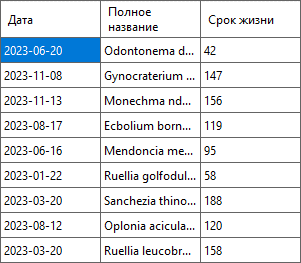 Дата Полное название Срок жизни
2023-06-20 Odontonema d... 42
2023-11-08 Gynocraterium ... 147
2023-11-13 Monechma nd... 156
2023-08-17 Ecbolium born... 119
2023-06-16 Mendoncia me... 95
2023-01-22 Ruellia golfodul... 58
2023-03-20 Sanchezia thino... 188
2023-08-12 Oplonia acicula... 120
2023-03-20 Ruellia leucobr... 158